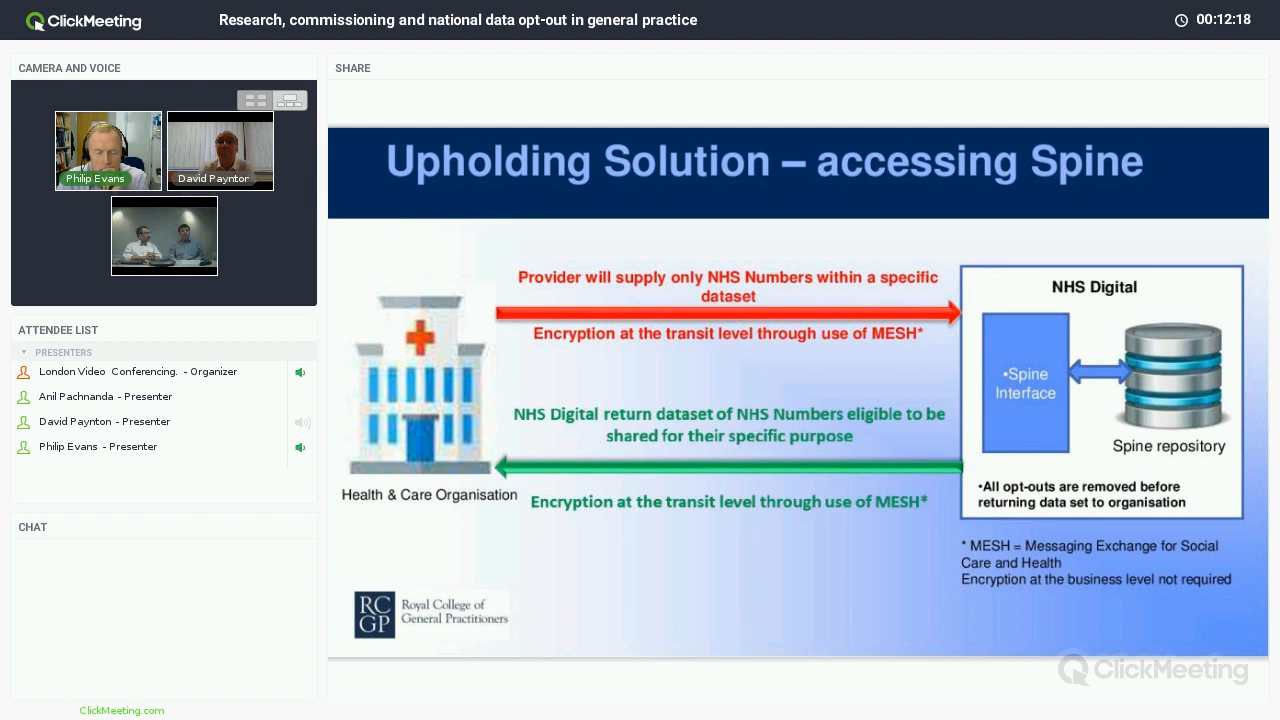 ClickMeeting
Research, commissioning and national data opt-out in general practice
00:12:18
CAMERA AND VOICE
Philip Evans
David Payntor
ATTENDEE LIST
PRESENTERS
London Video Conferencing. - Organizer
Anil Pachnanda - Presenter
David Paynton - Presenter
Philip Evans - Presenter
CHAT
ClickMeeting.com
SHARE
Upholding Solution – accessing Spine
Provider will supply only NHS Numbers within a specific
dataset
Encryption at the transit level through use of MESH*
NHS Digital return dataset of NHS Numbers eligible to be
shared for their specific purpose
Encryption at the transit level through use of MESH*
Health & Care Organisation
NHS Digital
•Spine
Interface
Spine repository
•All opt-outs are removed before
returning data set to organisation
* MESH = Messaging Exchange for Social
Care and Health
Encryption at the business level not required
RC
GP
Royal College of
General Practitioners
ClickMeeting